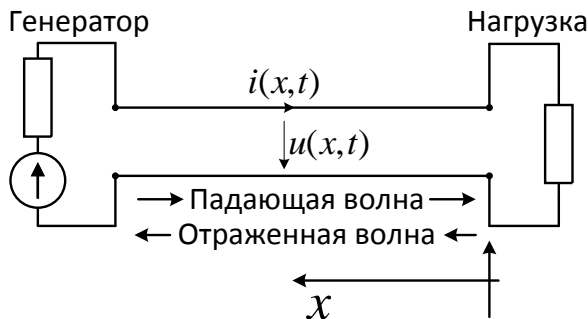 Генератор
Нагрузка
i(x,t)
u(x,t)
Падающая волна
Отраженная волна
x